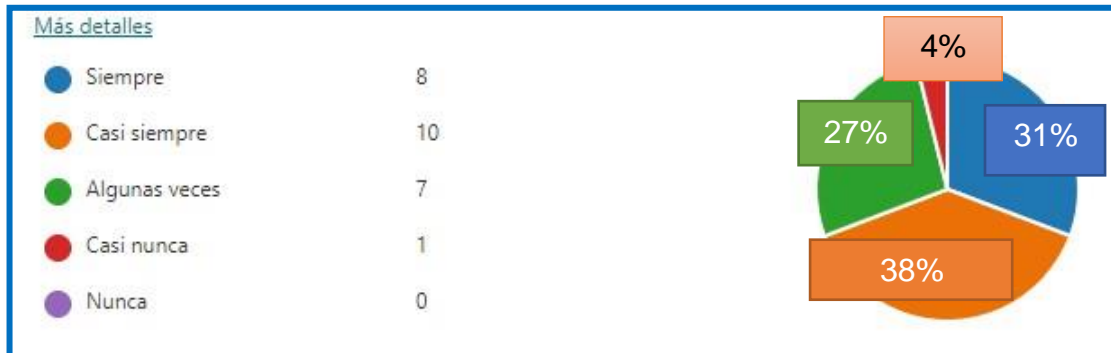 Más detalles
Siempre 8
Casi siempre 10
Algunas veces 7
Casi nunca 1
Nunca 0
4%
27%
31%
38%